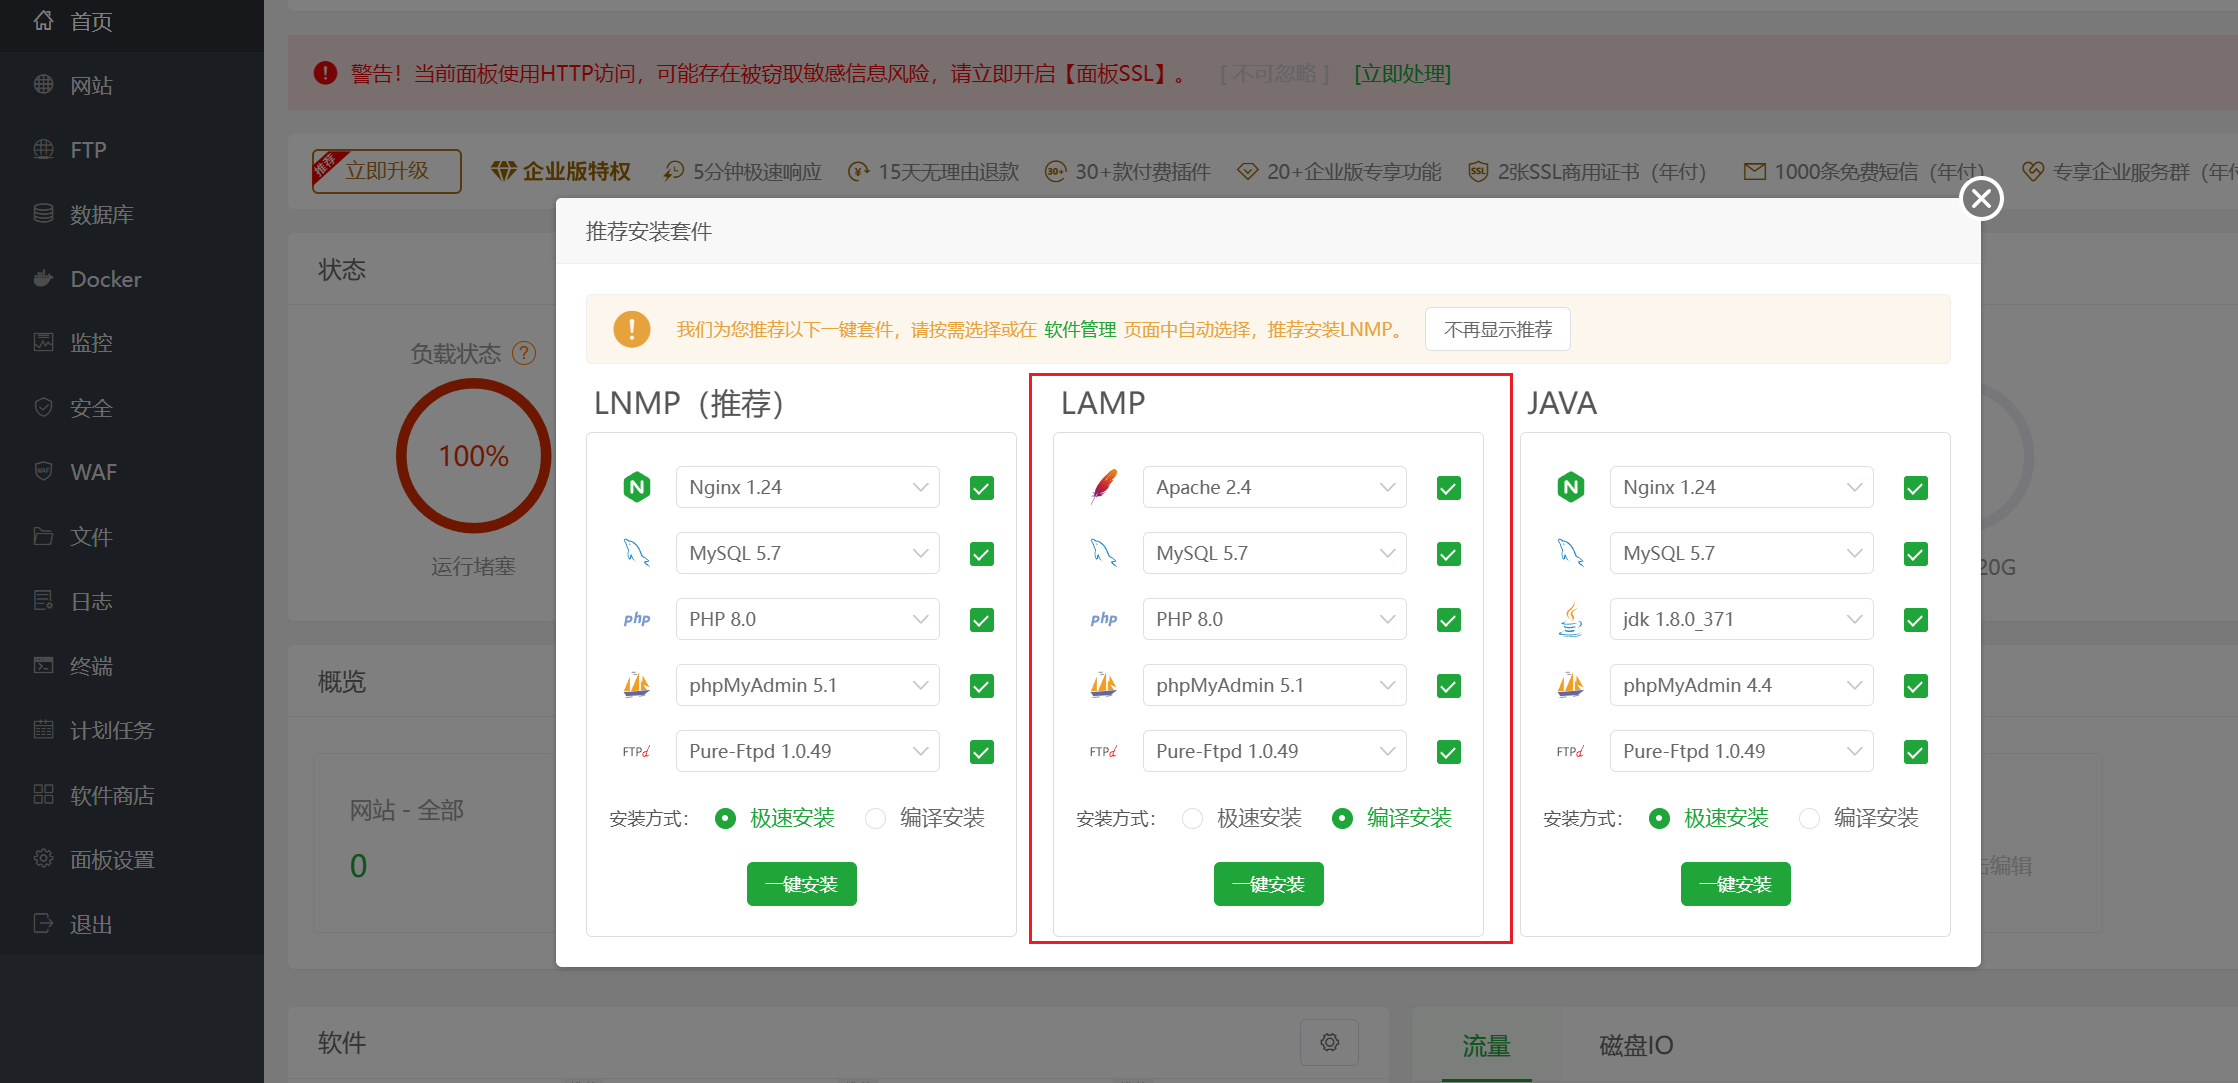 首页
网站
FTP
数据库
Docker
监控
安全
WAF
文件
日志
终端
计划任务
软件商店
面板设置
退出
警告！当前面板使用HTTP访问，可能存在被窃取敏感信息风险，请立即开启【面板SSL】。 [ 不可忽略 ] [立即处理]
推荐 立即升级 企业版特权 5分钟极速响应 15天无理由退款 30+ 30+款付费插件 20+企业版专享功能 SSL 2张SSL商用证书（年付） 1000条免费短信（年付） 专享企业服务群（年付
状态
负载状态 ?
100%
运行堵塞
20G
概览
网站 - 全部
0
击编辑
推荐安装套件
我们为您推荐以下一键套件，请按需选择或在 软件管理 页面中自动选择，推荐安装LNMP。 不再显示推荐
LNMP（推荐）
Nginx 1.24
MySQL 5.7
php PHP 8.0
phpMyAdmin 5.1
FTPd Pure-Ftpd 1.0.49
安装方式： 极速安装 编译安装
一键安装
LAMP
Apache 2.4
MySQL 5.7
php PHP 8.0
phpMyAdmin 5.1
FTPd Pure-Ftpd 1.0.49
安装方式： 极速安装 编译安装
一键安装
JAVA
Nginx 1.24
MySQL 5.7
jdk 1.8.0_371
phpMyAdmin 4.4
FTPd Pure-Ftpd 1.0.49
安装方式： 极速安装 编译安装
一键安装
软件
流量 磁盘IO